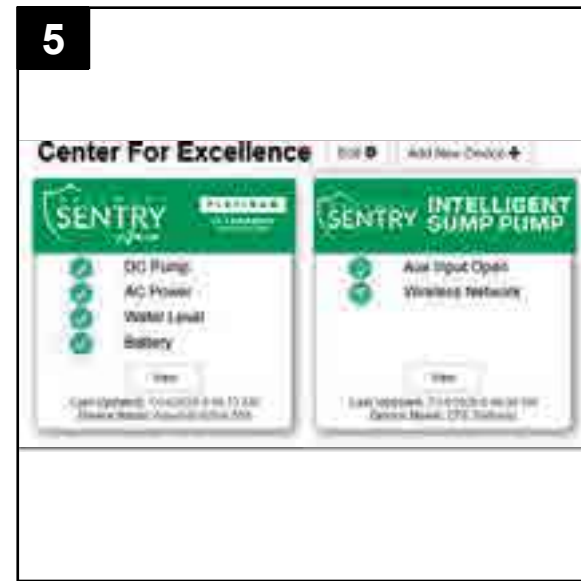 5
Center For Excellence Edit Add New Device
SENTRY PLATINUM
DC Pump
AC Power
Water Level
Battery
View
Last Updated:
Device Name:
SENTRY INTELLIGENT SUMP PUMP
Aux Input Open
Wireless Network
View
Last Updated:
Device Name: